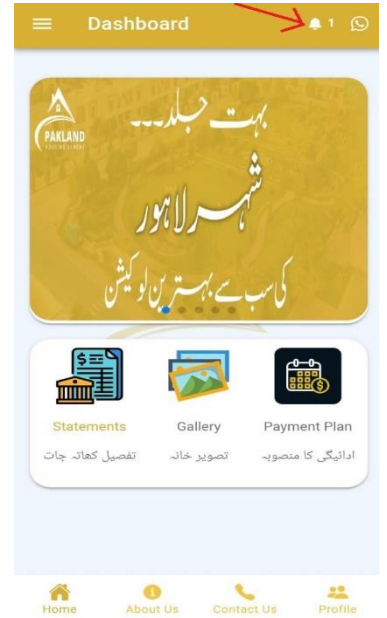 Dashboard 1
بہت جلد۔۔۔
PAKLAND
شہر لاہور
کی سب سے بہترین لوکیشن
Statements Gallery Payment Plan
تفصیل کھاتہ جات تصویر خانہ ادائیگی کا منصوبہ
Home About Us Contact Us Profile